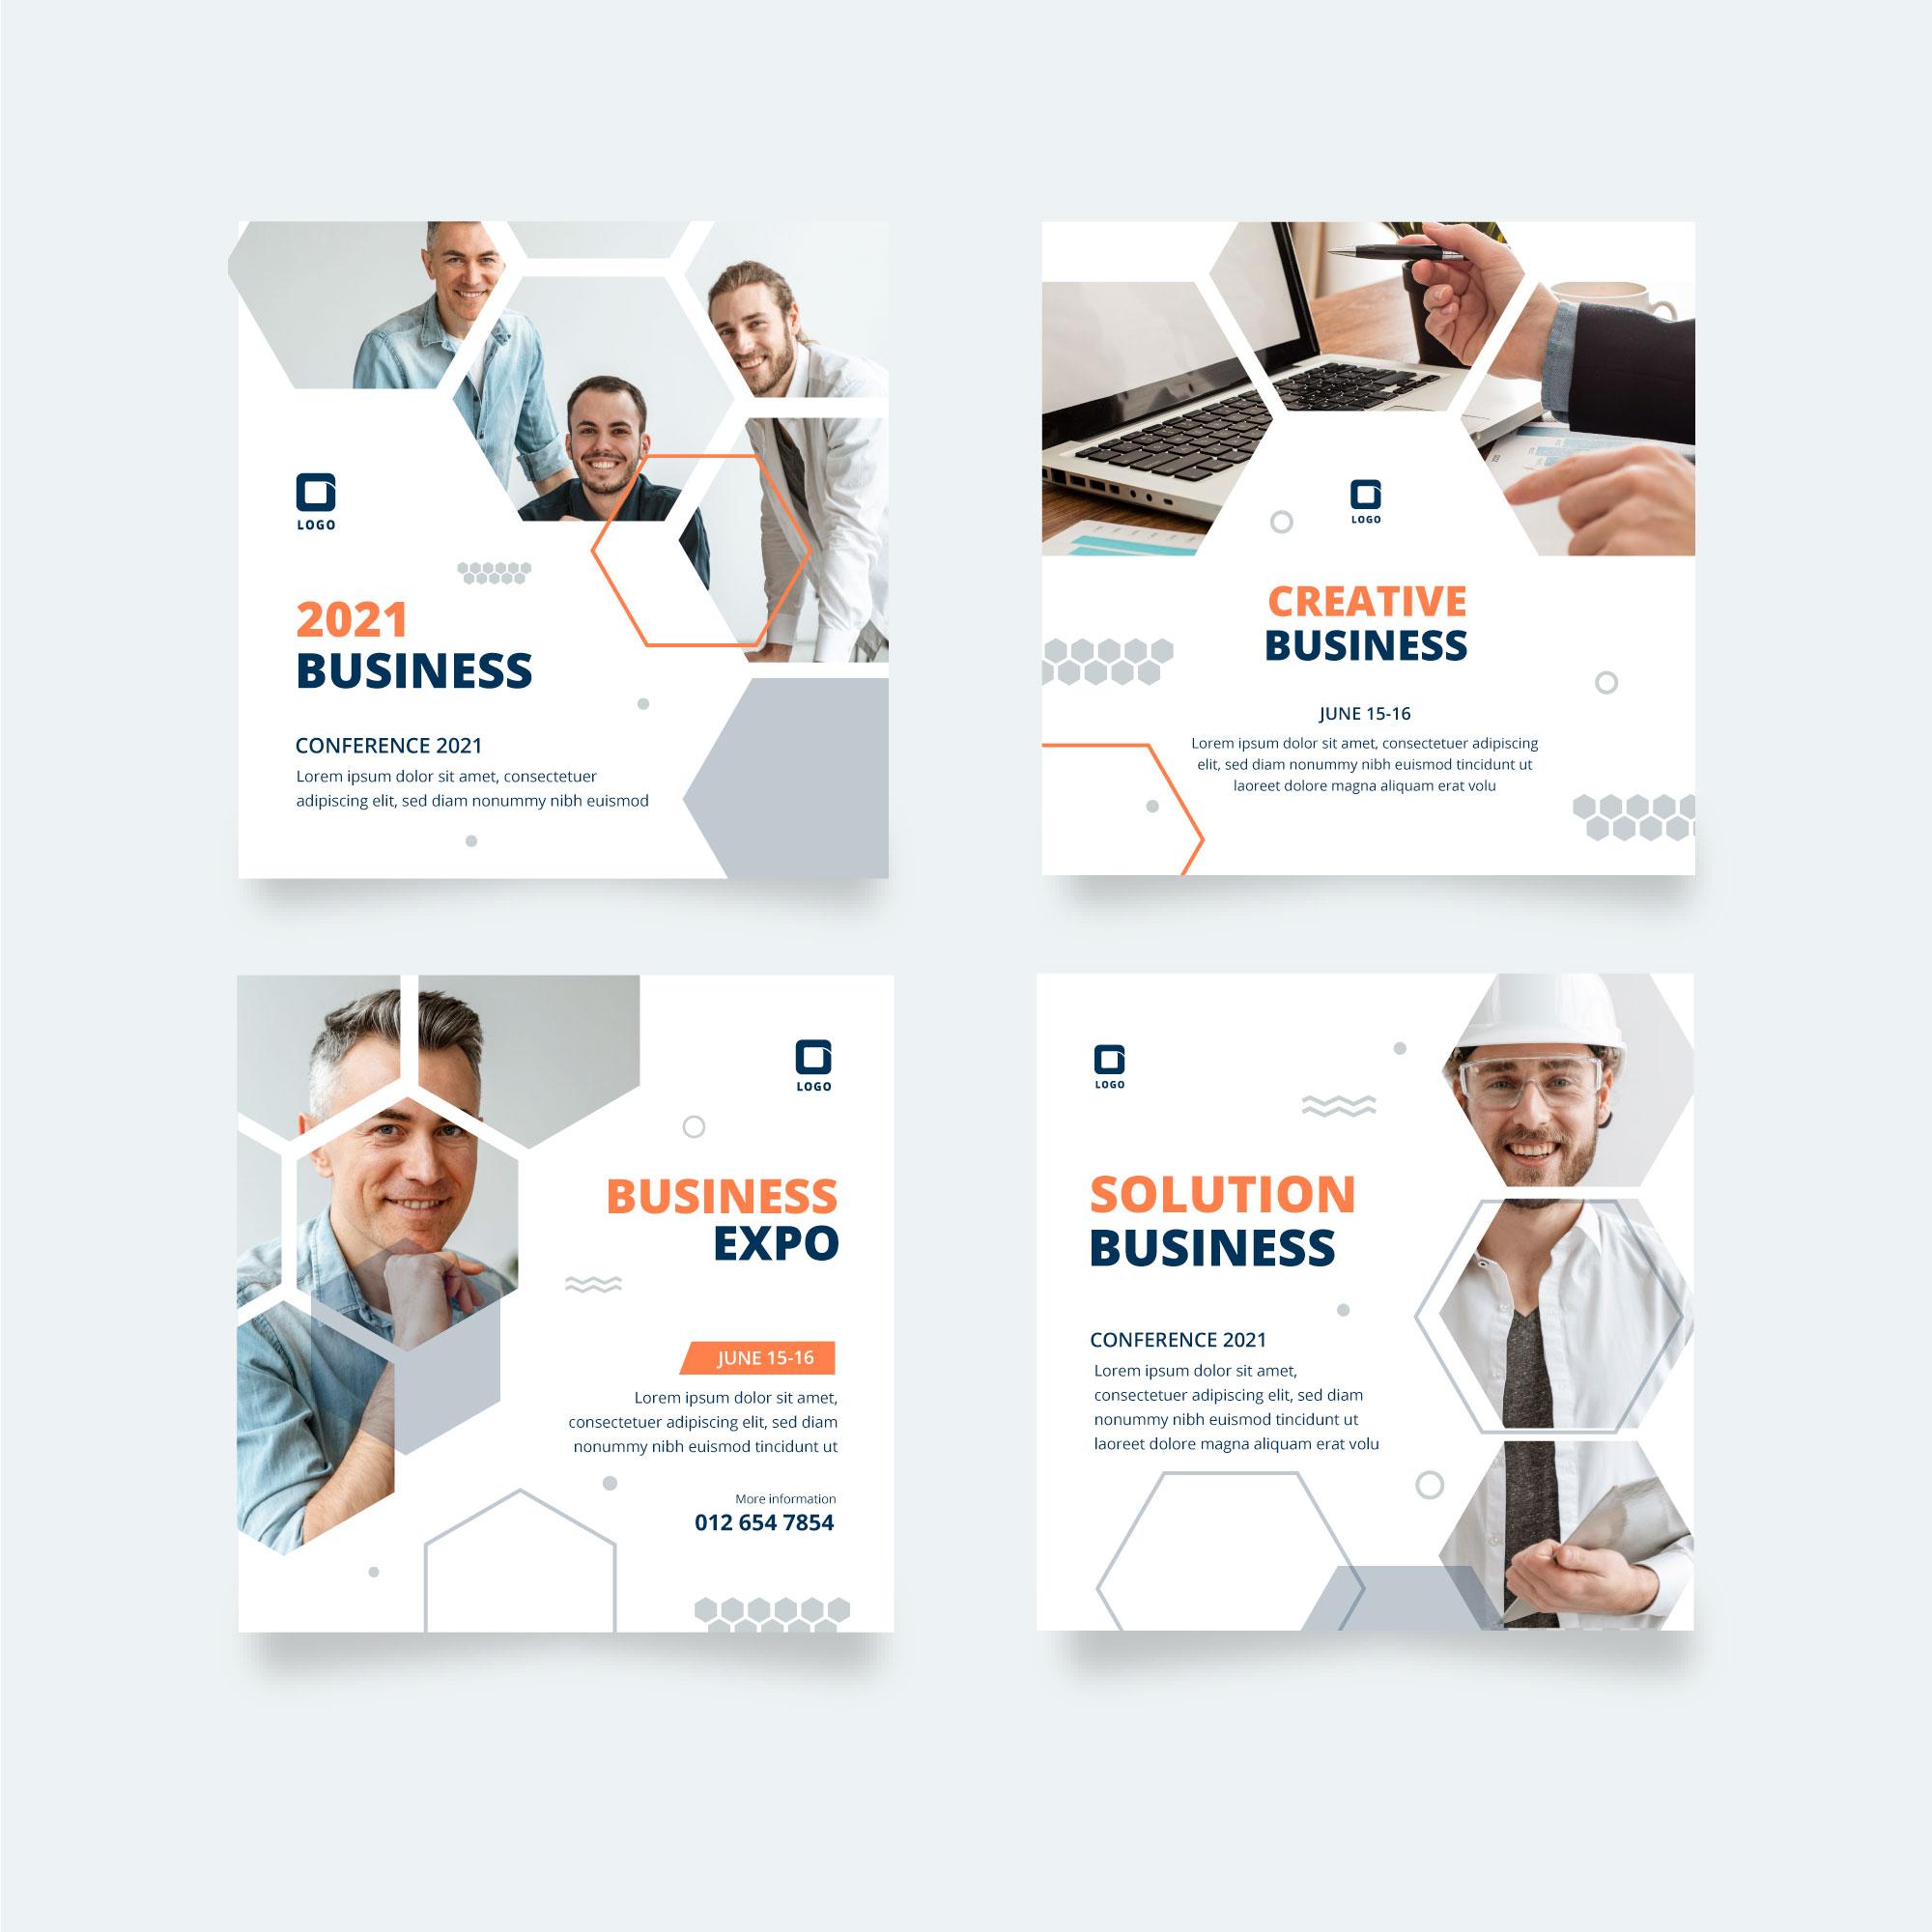 LOGO
2021
BUSINESS
CONFERENCE 2021
Lorem ipsum dolor sit amet, consectetuer
adipiscing elit, sed diam nonummy nibh euismod
LOGO
CREATIVE
BUSINESS
JUNE 15-16
Lorem ipsum dolor sit amet, consectetuer adipiscing
elit, sed diam nonummy nibh euismod tincidunt ut
laoreet dolore magna aliquam erat volu
LOGO
BUSINESS
EXPO
JUNE 15-16
Lorem ipsum dolor sit amet,
consectetuer adipiscing elit, sed diam
nonummy nibh euismod tincidunt ut
More information
012 654 7854
LOGO
SOLUTION
BUSINESS
CONFERENCE 2021
Lorem ipsum dolor sit amet,
consectetuer adipiscing elit, sed diam
nonummy nibh euismod tincidunt ut
laoreet dolore magna aliquam erat volu